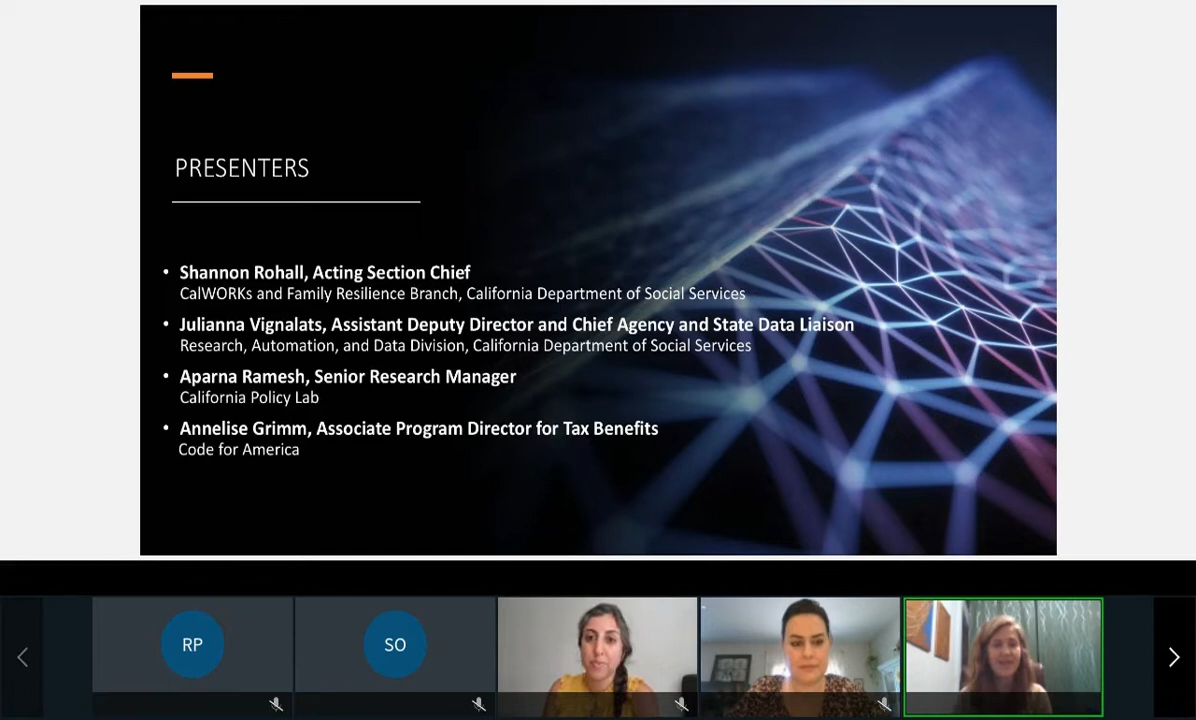 PRESENTERS
• Shannon Rohall, Acting Section Chief
CalWORKs and Family Resilience Branch, California Department of Social Services
• Julianna Vignalats, Assistant Deputy Director and Chief Agency and State Data Liaison
Research, Automation, and Data Division, California Department of Social Services
• Aparna Ramesh, Senior Research Manager
California Policy Lab
• Annelise Grimm, Associate Program Director for Tax Benefits
Code for America
RP
SO